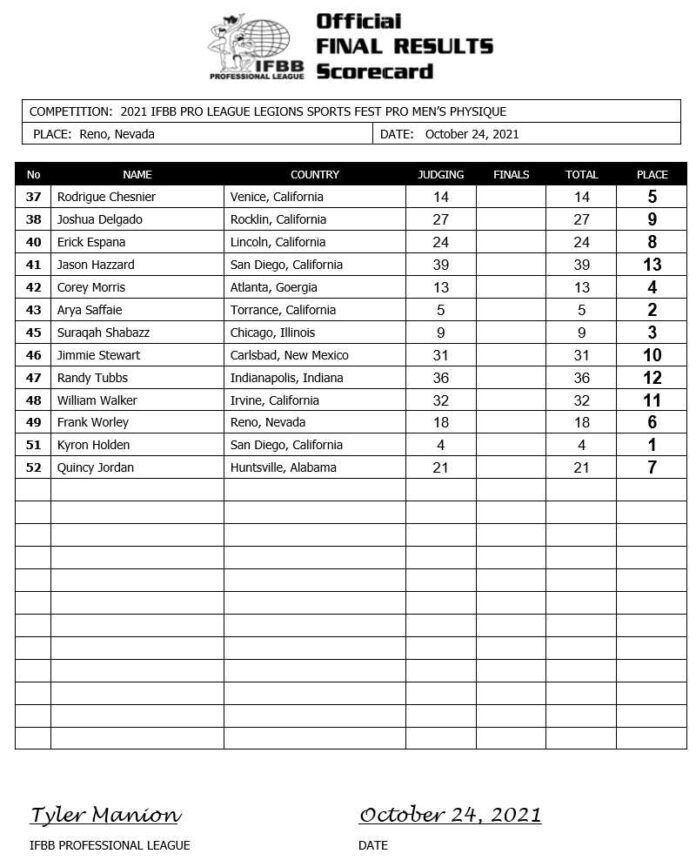 IFBB
PROFESSIONAL LEAGUE
Official
FINAL RESULTS
Scorecard
COMPETITION: 2021 IFBB PRO LEAGUE LEGIONS SPORTS FEST PRO MEN'S PHYSIQUE
PLACE: Reno, Nevada DATE: October 24, 2021
No NAME COUNTRY JUDGING FINALS TOTAL PLACE
37 Rodrigue Chesnier Venice, California 14 14 5
38 Joshua Delgado Rocklin, California 27 27 9
40 Erick Espana Lincoln, California 24 24 8
41 Jason Hazzard San Diego, California 39 39 13
42 Corey Morris Atlanta, Goergia 13 13 4
43 Arya Saffaie Torrance, California 5 5 2
45 Suraqah Shabazz Chicago, Illinois 9 9 3
46 Jimmie Stewart Carlsbad, New Mexico 31 31 10
47 Randy Tubbs Indianapolis, Indiana 36 36 12
48 William Walker Irvine, California 32 32 11
49 Frank Worley Reno, Nevada 18 18 6
51 Kyron Holden San Diego, California 4 4 1
52 Quincy Jordan Huntsville, Alabama 21 21 7
Tyler Manion October 24, 2021
IFBB PROFESSIONAL LEAGUE DATE